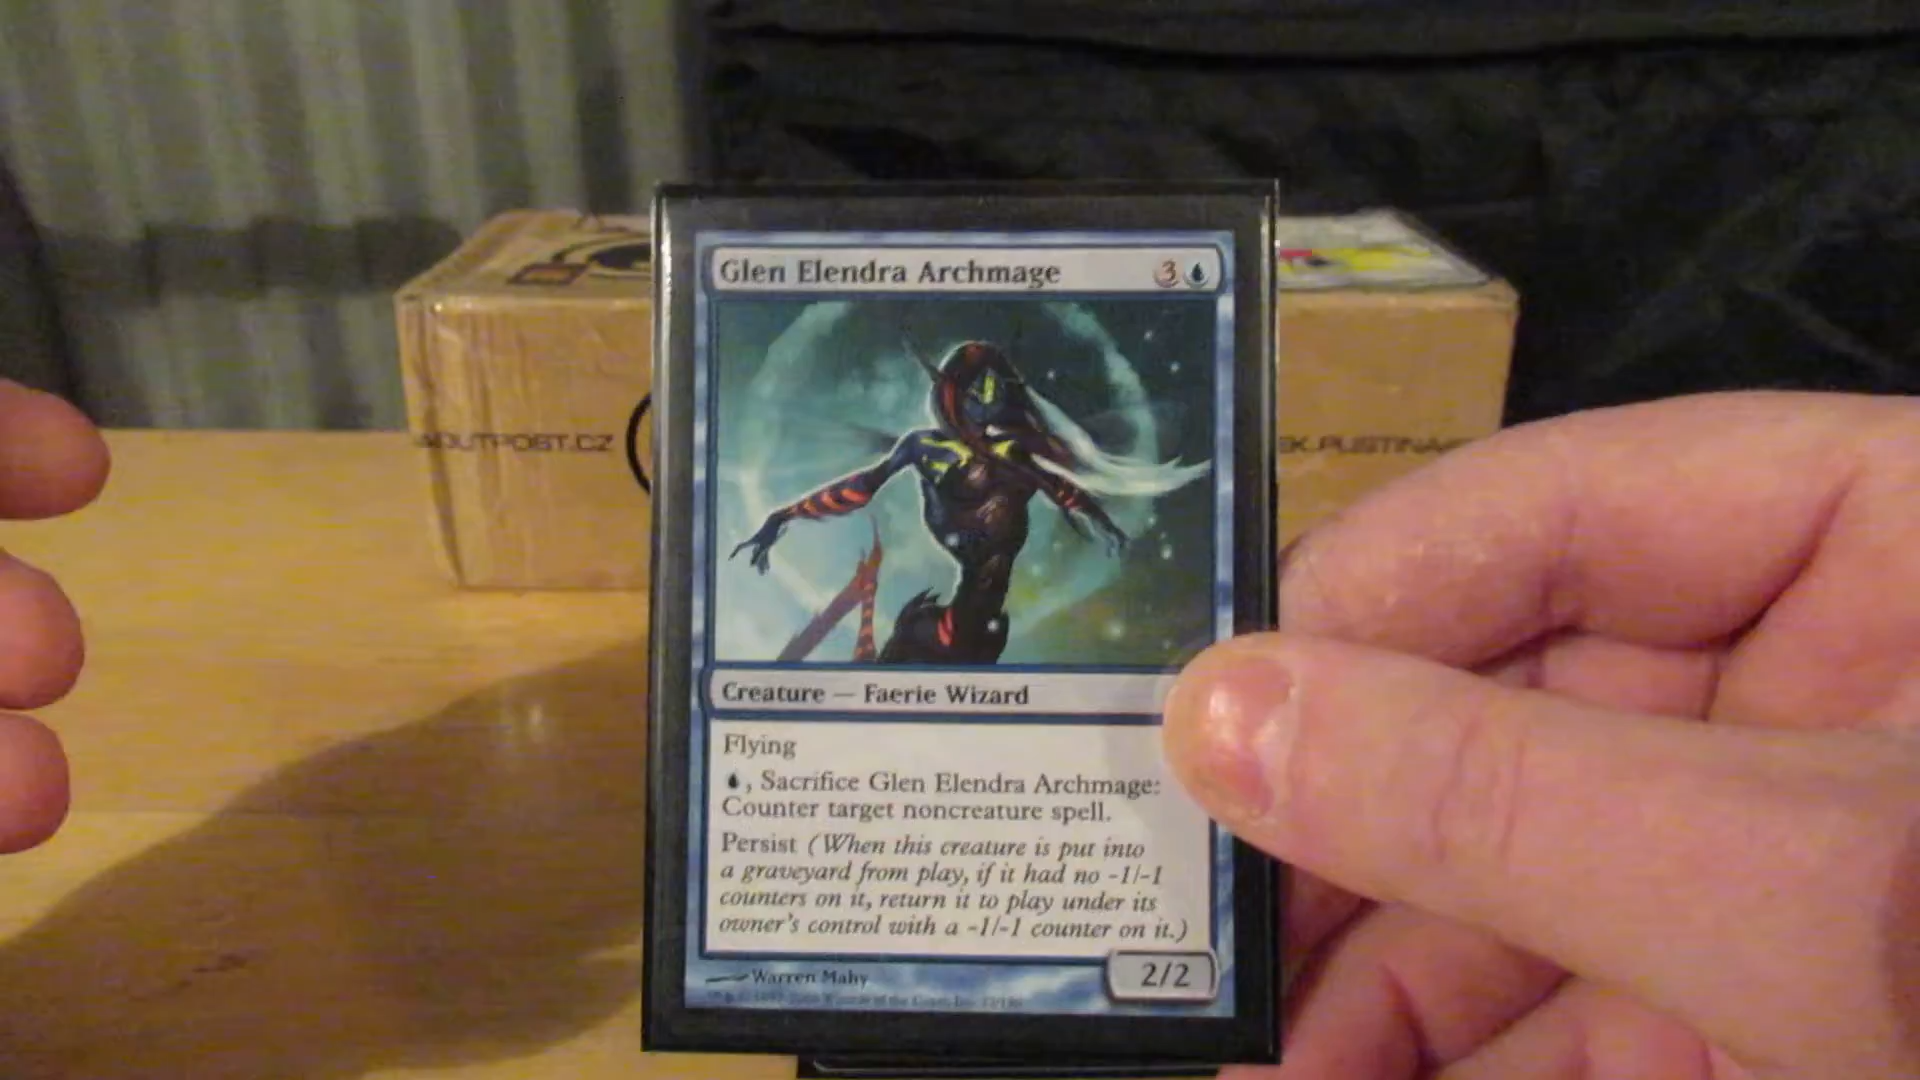 Glen Elendra Archmage 3
OUTPOST.CZ
Creature — Faerie Wizard
Flying
, Sacrifice Glen Elendra Archmage:
Counter target noncreature spell.
Persist (When this creature is put into
a graveyard from play, if it had no -1/-1
counters on it, return it to play under its
owner's control with a -1/-1 counter on it.)
2/2
Warren Mahy